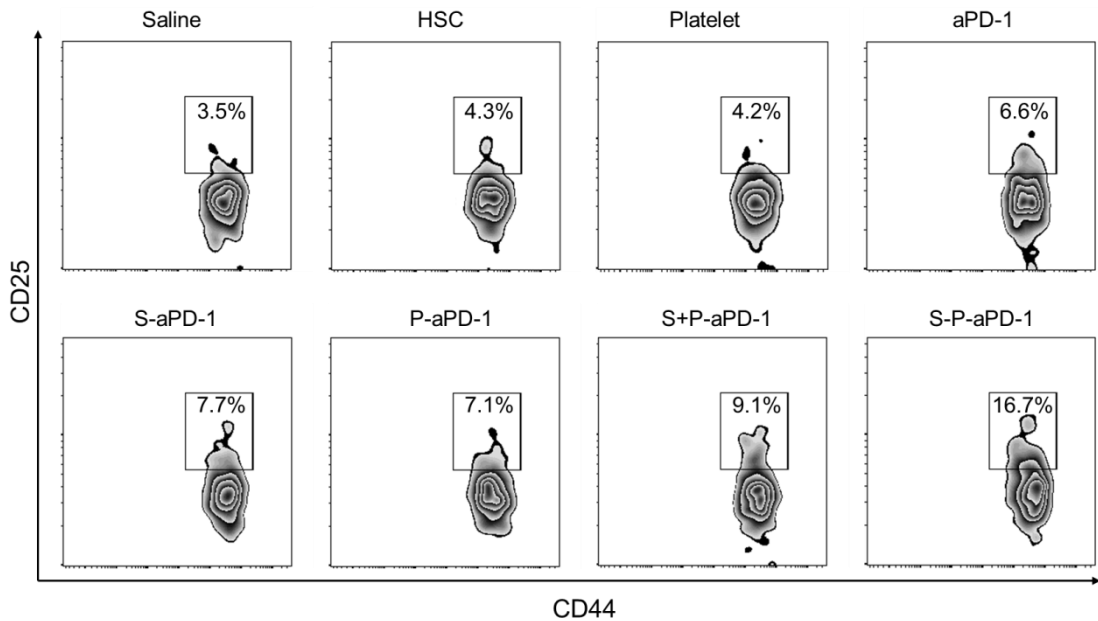 Saline HSC Platelet aPD-1
3.5% 4.3% 4.2% 6.6%
CD25
S-aPD-1 P-aPD-1 S+P-aPD-1 S-P-aPD-1
7.7% 7.1% 9.1% 16.7%
CD44